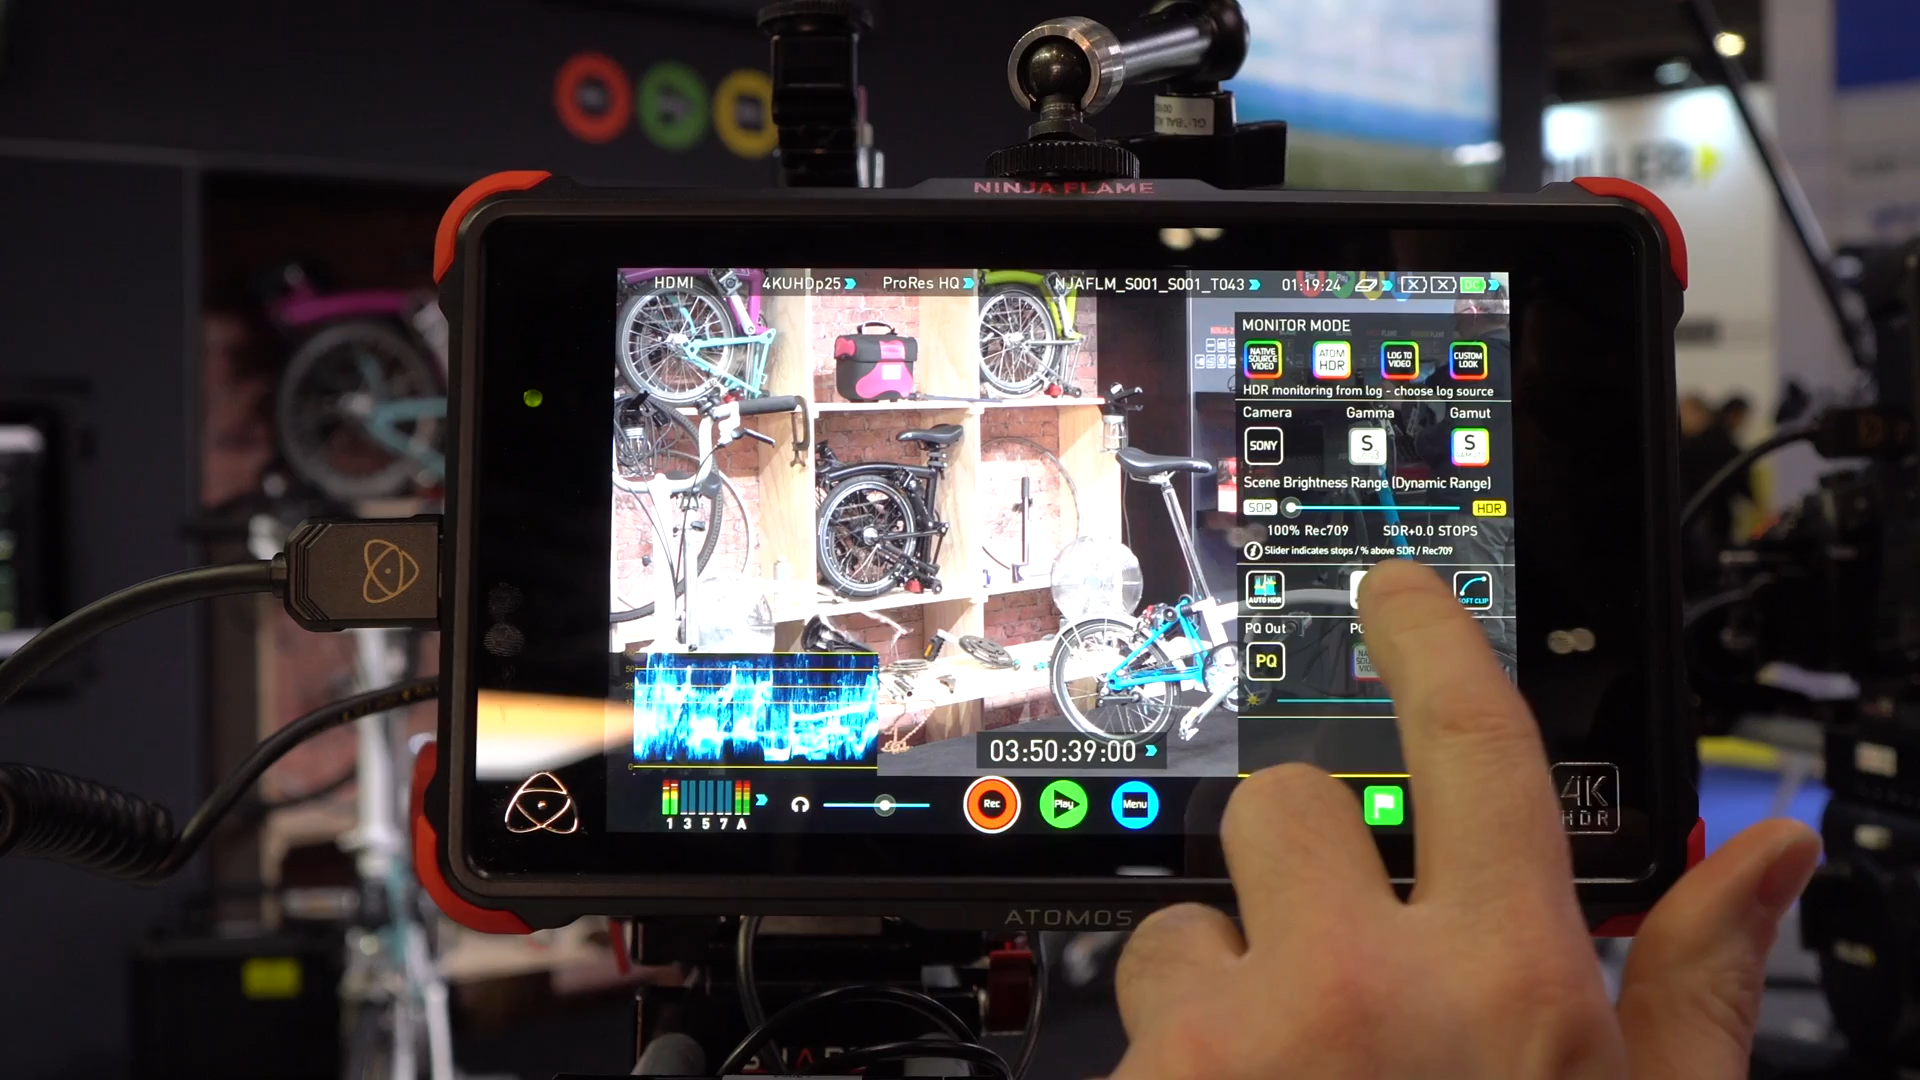 NINJA FLAME
HDMI 4KUHDp25 ProRes HQ NJAFLM_S001_S001_T043 01:19:24 DC
MONITOR MODE
NATIVE SOURCE VIDEO
ATOM HDR
LOG TO VIDEO
CUSTOM LOOK
HDR monitoring from log - choose log source
Camera Gamma Gamut
SONY S S
Scene Brightness Range (Dynamic Range)
SDR HDR
100% Rec709 SDR+0.0 STOPS
Slider indicates stops / % above SDR / Rec709
AUTO HDR SOFT CLIP
PQ Out
PQ
03:50:39:00
1 3 5 7 A
Rec Play Menu
4K
HDR
ATOMOS